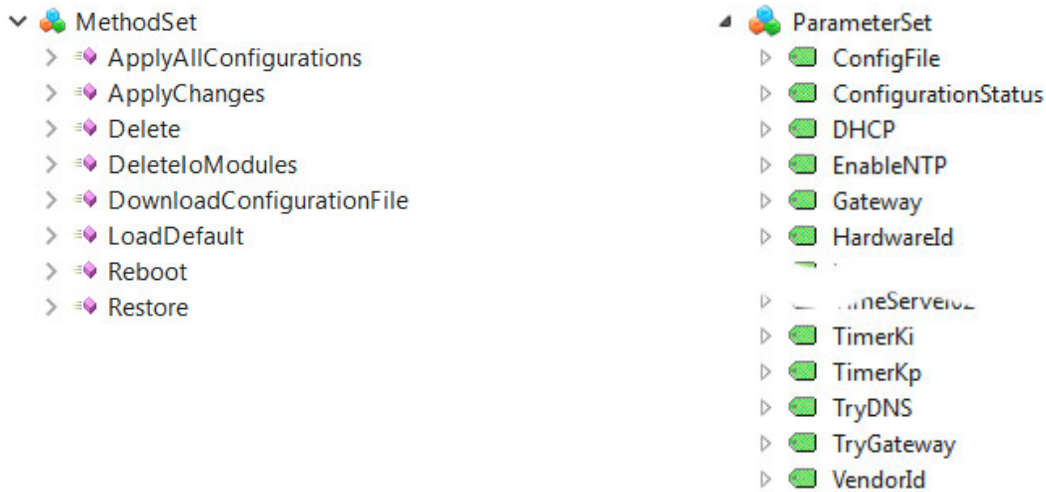 MethodSet
ApplyAllConfigurations
ApplyChanges
Delete
DeleteIoModules
DownloadConfigurationFile
LoadDefault
Reboot
Restore
ParameterSet
ConfigFile
ConfigurationStatus
DHCP
EnableNTP
Gateway
HardwareId
TimerKi
TimerKp
TryDNS
TryGateway
VendorId